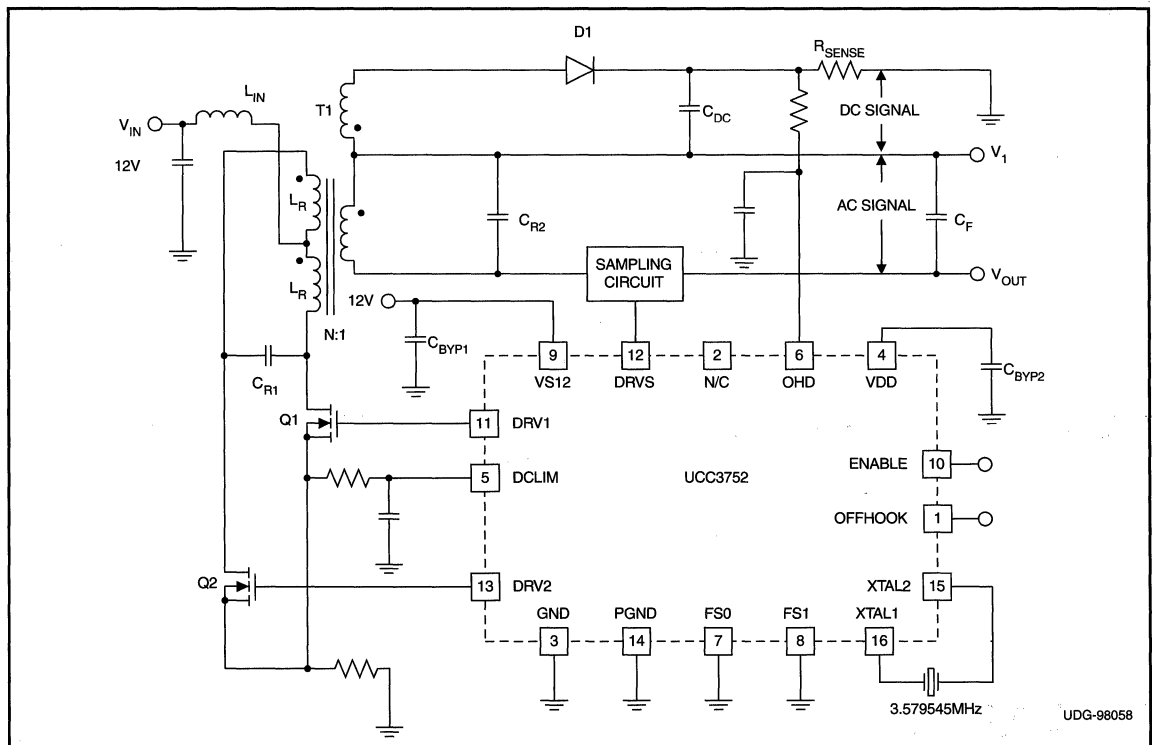 D1
R_SENSE
L_IN
T1
C_DC
DC SIGNAL
V_IN
12V
V_1
AC SIGNAL
L_R
C_R2
C_F
SAMPLING CIRCUIT
V_OUT
L_R
12V
N:1
C_BYP1
9
12
2
6
4
VS12
DRVS
N/C
OHD
VDD
C_BYP2
C_R1
Q1
11
DRV1
ENABLE
10
5
DCLIM
UCC3752
OFFHOOK
1
Q2
13
DRV2
XTAL2
15
GND
PGND
FS0
FS1
XTAL1
3
14
7
8
16
3.579545MHz
UDG-98058